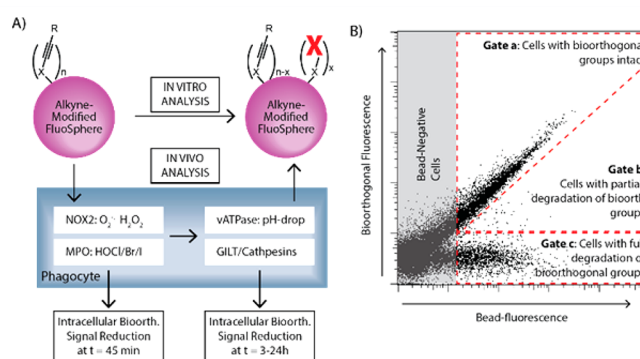 A)
R
X
n
Alkyne-
Modified
FluoSphere
IN VITRO
ANALYSIS
IN VIVO
ANALYSIS
R
X
n-x
X
X
x
Alkyne-
Modified
FluoSphere
NOX2: O₂⁻· H₂O₂
MPO: HOCl/Br/I
vATPase: pH-drop
GILT/Cathpesins
Phagocyte
Intracellular Bioorth.
Signal Reduction
at t = 45 min
Intracellular Bioorth.
Signal Reduction
at t = 3-24h
B)
Bioorthogonal Fluorescence
Bead-Negative
Cells
Gate a: Cells with bioorthogona
groups intac
Gate b
Cells with partia
degradation of bioorth
group
Gate c: Cells with fu
degradation o
bioorthogonal group
Bead-fluorescence